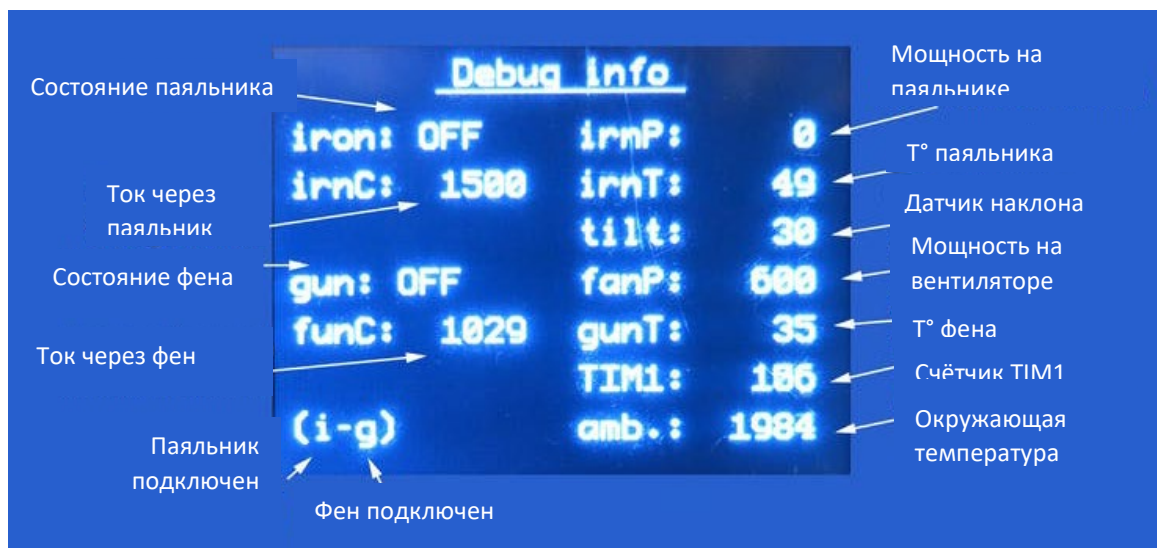 Debug info
iron: OFF
irnC: 1500
gun: OFF
funC: 1029
(i-g)
irnP: 0
irnT: 49
tilt: 30
fanP: 600
gunT: 35
TIM1: 106
amb.: 1984
Состояние паяльника
Ток через
паяльник
Состояние фена
Ток через фен
Паяльник
подключен
Фен подключен
Мощность на
паяльнике
Т° паяльника
Датчик наклона
Мощность на
вентиляторе
Т° фена
Счётчик TIM1
Окружающая
температура